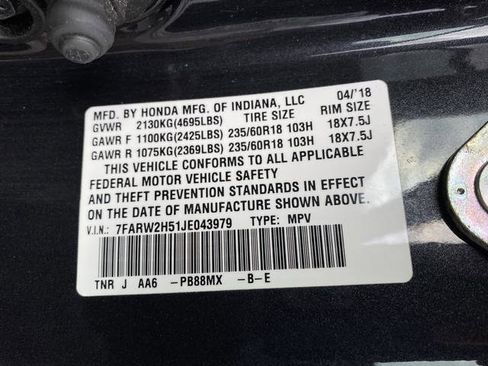 MFD. BY HONDA MFG. OF INDIANA, LLC 04/'18
GVWR 2130KG(4695LBS) TIRE SIZE RIM SIZE
GAWR F 1100KG(2425LBS) 235/60R18 103H 18X7.5J
GAWR R 1075KG(2369LBS) 235/60R18 103H 18X7.5J
THIS VEHICLE CONFORMS TO ALL APPLICABLE
FEDERAL MOTOR VEHICLE SAFETY
AND THEFT PREVENTION STANDARDS IN EFFECT
ON THE DATE OF MANUFACTURE SHOWN ABOVE.
V.I.N.: 7FARW2H51JE043979 TYPE: MPV
TNR J AA6 -PB88MX -B-E